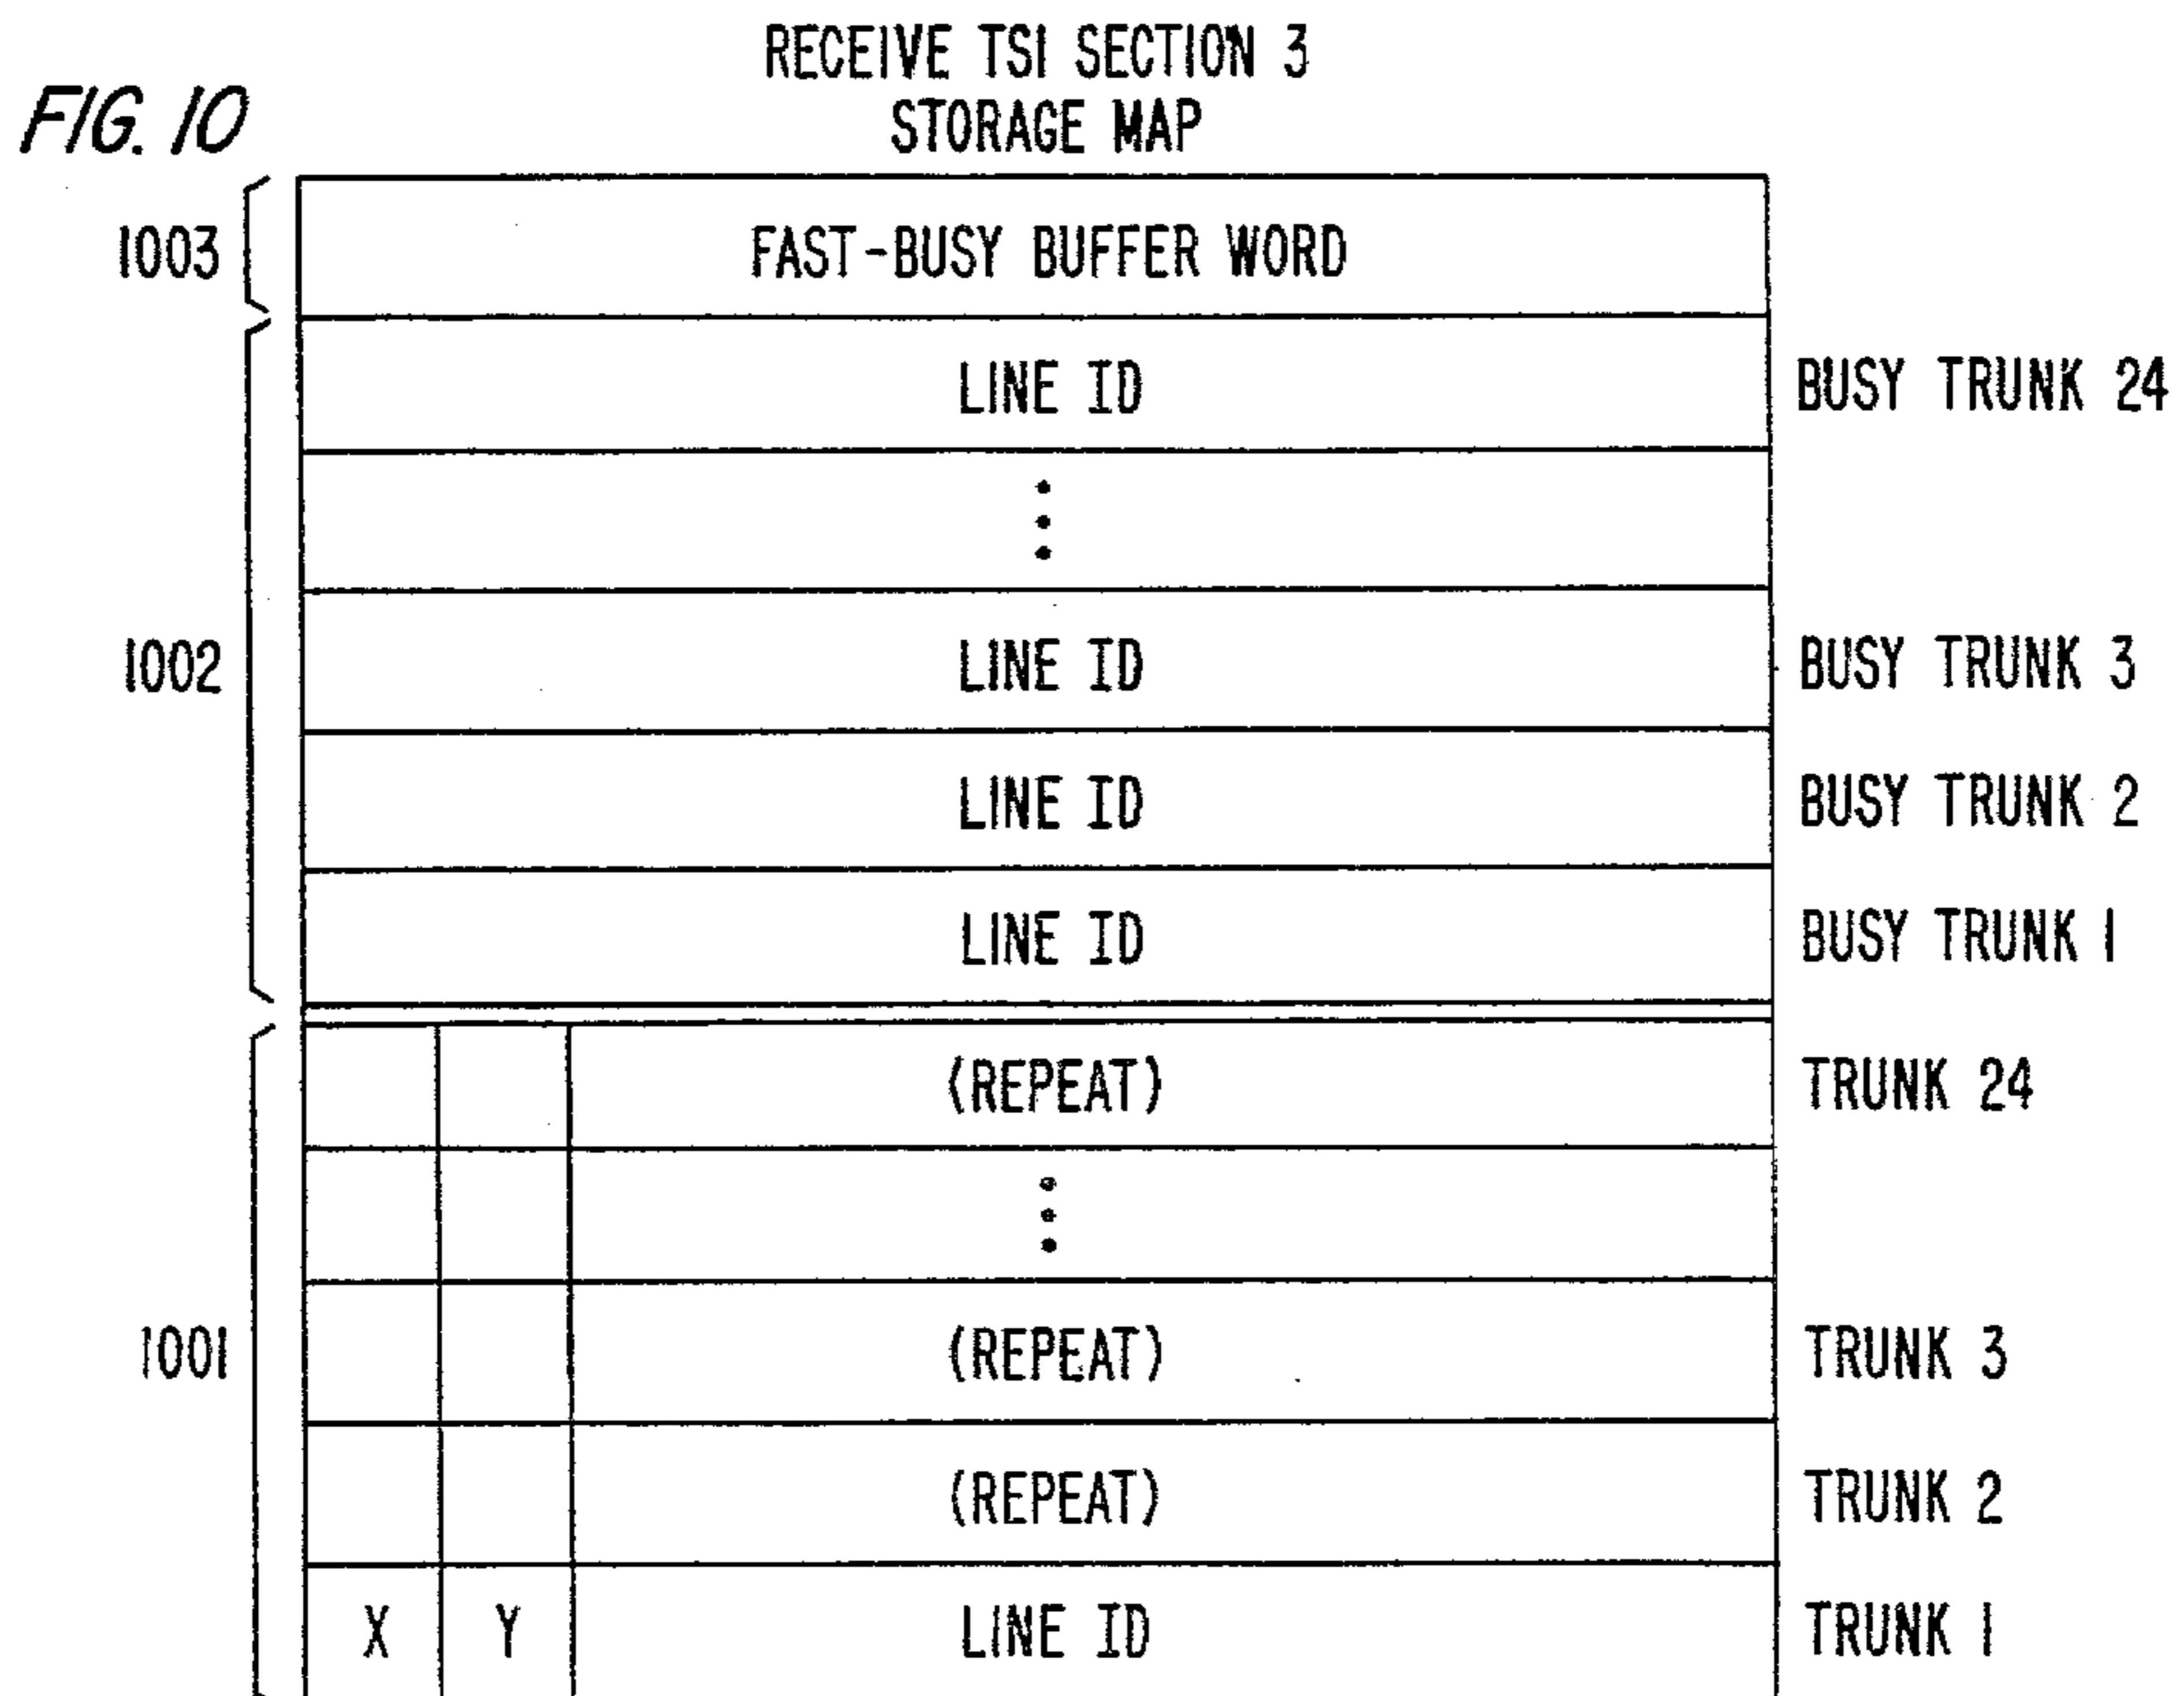 RECEIVE TSI SECTION 3
STORAGE MAP
FIG. 10
1003
FAST-BUSY BUFFER WORD
LINE ID BUSY TRUNK 24
1002
LINE ID BUSY TRUNK 3
LINE ID BUSY TRUNK 2
LINE ID BUSY TRUNK 1
(REPEAT) TRUNK 24
1001
(REPEAT) TRUNK 3
(REPEAT) TRUNK 2
X Y LINE ID TRUNK 1